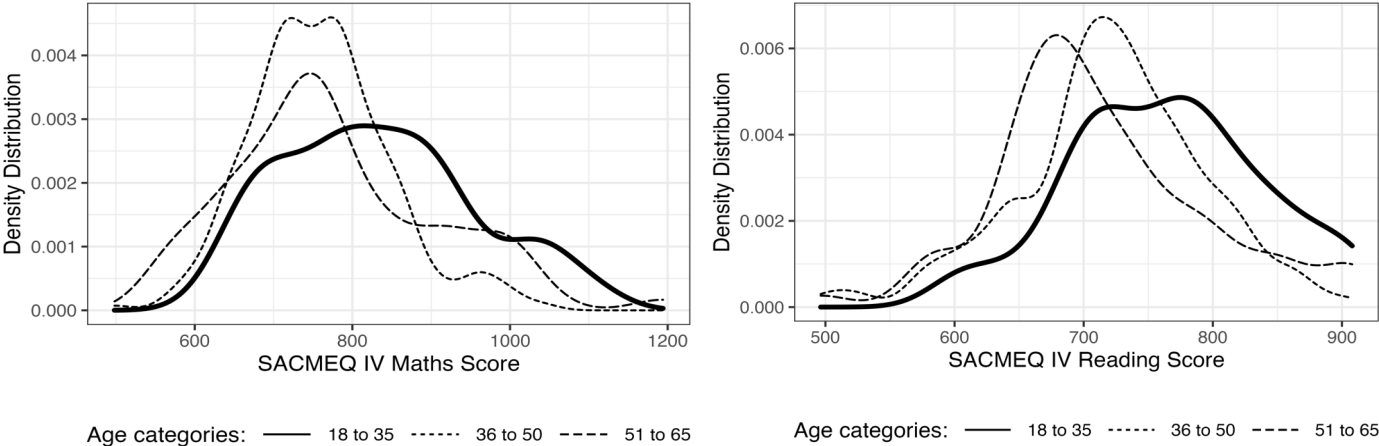 Density Distribution
0.004
0.003
0.002
0.001
0.000
600 800 1000 1200
SACMEQ IV Maths Score
Age categories: 18 to 35 36 to 50 51 to 65
Density Distribution
0.006
0.004
0.002
0.000
500 600 700 800 900
SACMEQ IV Reading Score
Age categories: 18 to 35 36 to 50 51 to 65